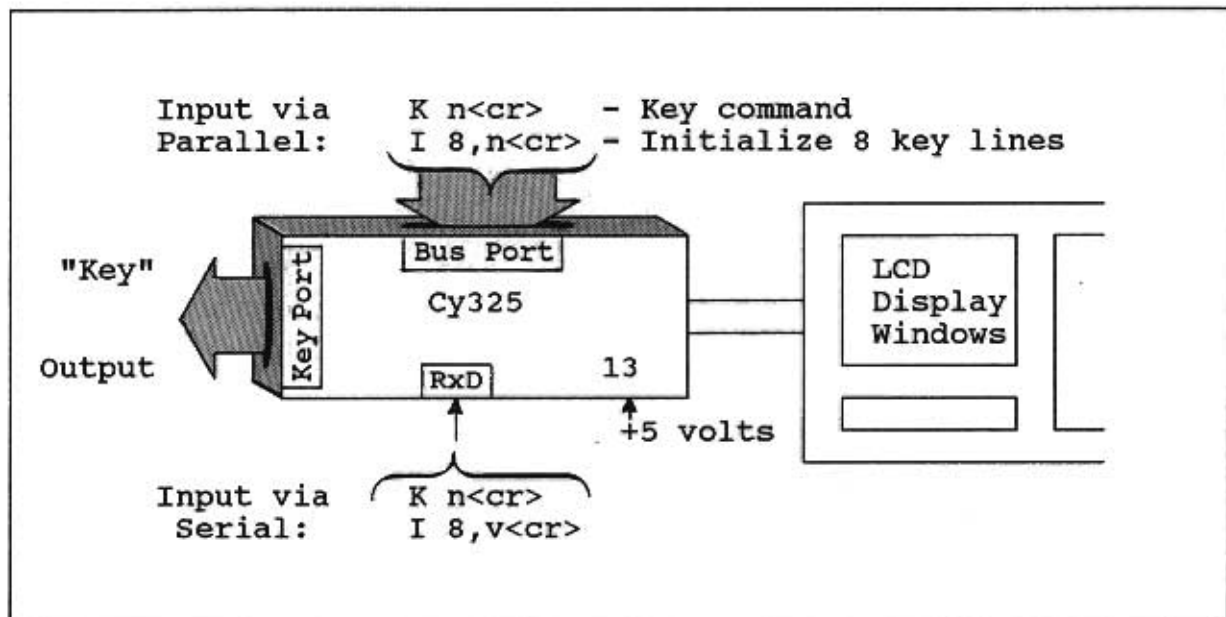 Input via K n<cr> - Key command
Parallel: I 8,n<cr> - Initialize 8 key lines
Bus Port
"Key"
Output
Key Port
Cy325
RxD
13
+5 volts
LCD
Display
Windows
Input via K n<cr>
Serial: I 8,v<cr>